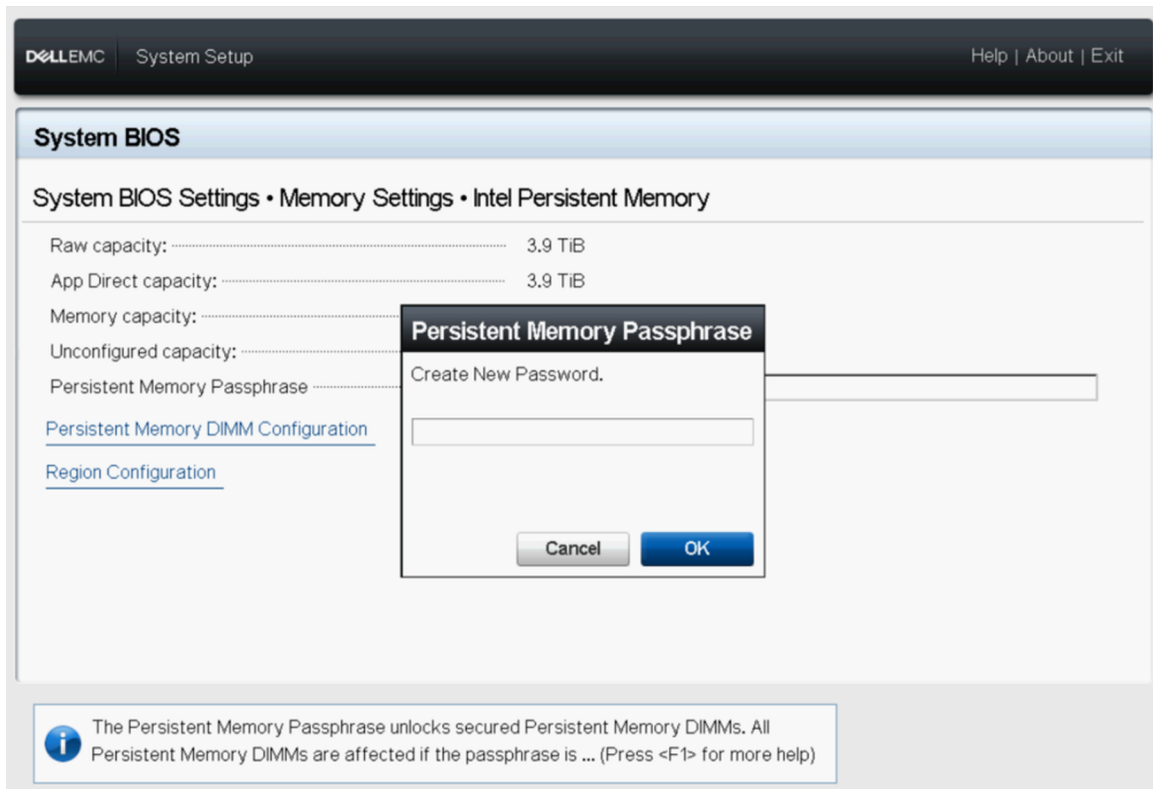 DELLEMC System Setup Help | About | Exit
System BIOS
System BIOS Settings • Memory Settings • Intel Persistent Memory
Raw capacity: 3.9 TiB
App Direct capacity: 3.9 TiB
Memory capacity:
Unconfigured capacity:
Persistent Memory Passphrase
Persistent Memory DIMM Configuration
Region Configuration
Persistent Memory Passphrase
Create New Password.
Cancel OK
The Persistent Memory Passphrase unlocks secured Persistent Memory DIMMs. All
Persistent Memory DIMMs are affected if the passphrase is ... (Press <F1> for more help)